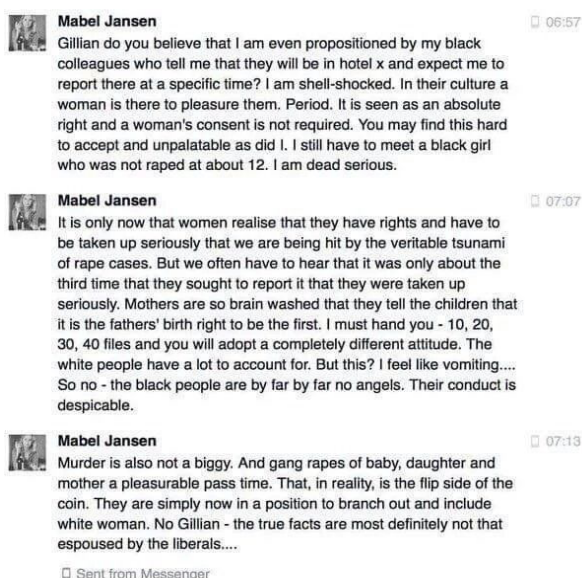 Mabel Jansen
06:57
Gillian do you believe that I am even propositioned by my black
colleagues who tell me that they will be in hotel x and expect me to
report there at a specific time? I am shell-shocked. In their culture a
woman is there to pleasure them. Period. It is seen as an absolute
right and a woman's consent is not required. You may find this hard
to accept and unpalatable as did I. I still have to meet a black girl
who was not raped at about 12. I am dead serious.
Mabel Jansen
07:07
It is only now that women realise that they have rights and have to
be taken up seriously that we are being hit by the veritable tsunami
of rape cases. But we often have to hear that it was only about the
third time that they sought to report it that they were taken up
seriously. Mothers are so brain washed that they tell the children that
it is the fathers' birth right to be the first. I must hand you - 10, 20,
30, 40 files and you will adopt a completely different attitude. The
white people have a lot to account for. But this? I feel like vomiting....
So no - the black people are by far by far no angels. Their conduct is
despicable.
Mabel Jansen
07:13
Murder is also not a biggy. And gang rapes of baby, daughter and
mother a pleasurable pass time. That, in reality, is the flip side of the
coin. They are simply now in a position to branch out and include
white woman. No Gillian - the true facts are most definitely not that
espoused by the liberals....
Sent from Messenger